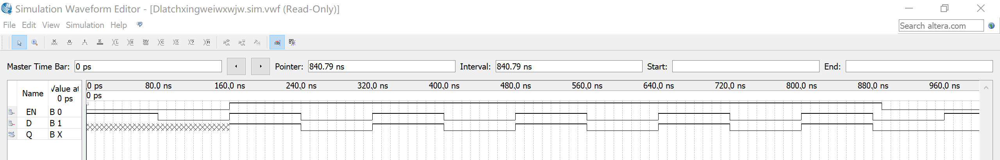 Simulation Waveform Editor - [Dlatchxingweiwxwjw.sim.vwf (Read-Only)]
File Edit View Simulation Help
Search altera.com
Master Time Bar: 0 ps Pointer: 840.79 ns Interval: 840.79 ns Start: End:
Name Value at 0 ps
0 ps 80.0 ns 160.0 ns 240.0 ns 320.0 ns 400.0 ns 480.0 ns 560.0 ns 640.0 ns 720.0 ns 800.0 ns 880.0 ns 960.0 ns
0 ps
in EN B 0
in D B 1
out Q B X